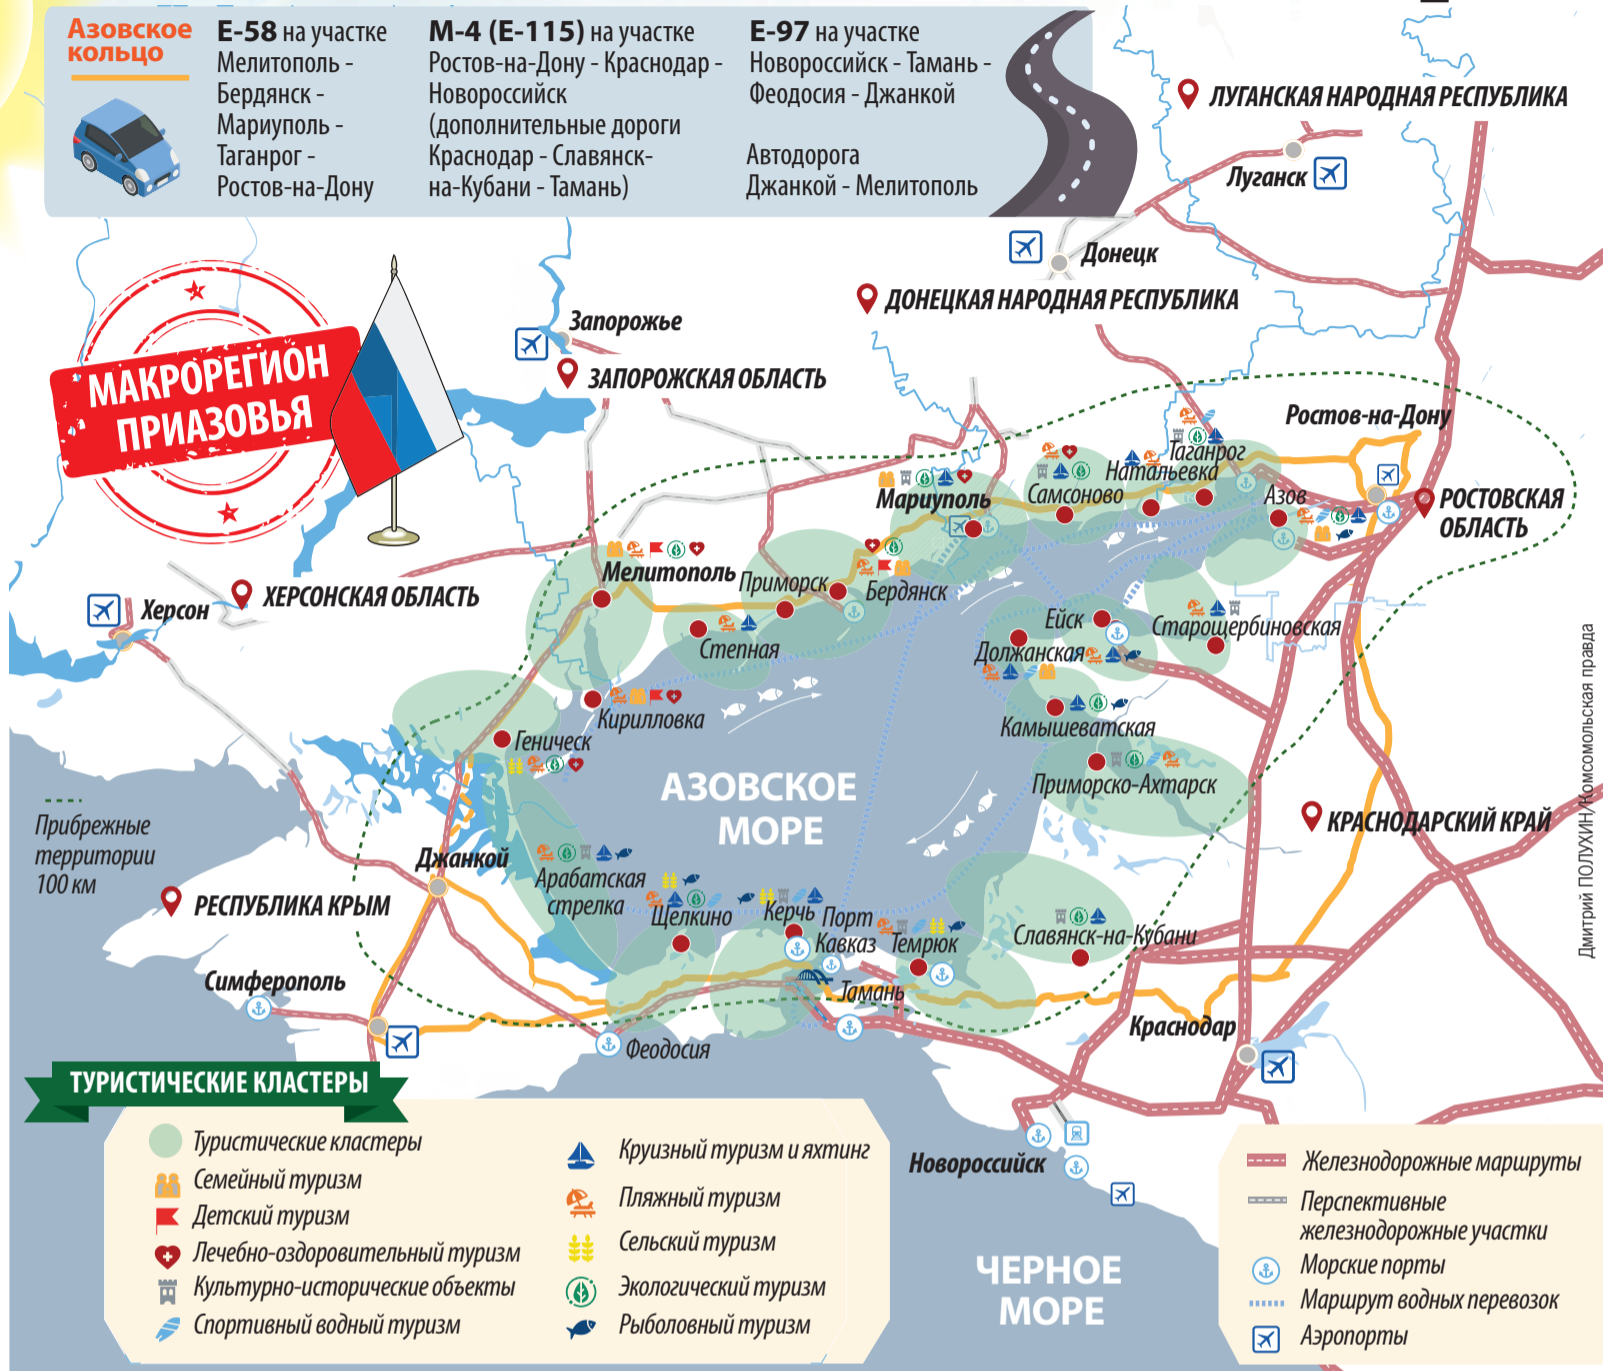 Азовское
кольцо
Е-58 на участке
Мелитополь -
Бердянск -
Мариуполь -
Таганрог -
Ростов-на-Дону
М-4 (Е-115) на участке
Ростов-на-Дону - Краснодар -
Новороссийск
(дополнительные дороги
Краснодар - Славянск-
на-Кубани - Тамань)
Е-97 на участке
Новороссийск - Тамань -
Феодосия - Джанкой
Автодорога
Джанкой - Мелитополь
ЛУГАНСКАЯ НАРОДНАЯ РЕСПУБЛИКА
Луганск
Донецк
ДОНЕЦКАЯ НАРОДНАЯ РЕСПУБЛИКА
Запорожье
ЗАПОРОЖСКАЯ ОБЛАСТЬ
МАКРОРЕГИОН
ПРИАЗОВЬЯ
Ростов-на-Дону
Таганрог
Натальевка
Самсоново
Мариуполь
Азов
РОСТОВСКАЯ
ОБЛАСТЬ
Мелитополь
Приморск
Бердянск
ХЕРСОНСКАЯ ОБЛАСТЬ
Херсон
Степная
Ейск
Старощербиновская
Должанская
Кирилловка
Камышеватская
Геническ
Приморско-Ахтарск
АЗОВСКОЕ
МОРЕ
КРАСНОДАРСКИЙ КРАЙ
Прибрежные
территории
100 км
Джанкой
Арабатская
стрелка
РЕСПУБЛИКА КРЫМ
Щелкино
Керчь
Порт
Кавказ
Темрюк
Славянск-на-Кубани
Симферополь
Тамань
Краснодар
Феодосия
Новороссийск
ЧЕРНОЕ
МОРЕ
ТУРИСТИЧЕСКИЕ КЛАСТЕРЫ
Туристические кластеры
Семейный туризм
Детский туризм
Лечебно-оздоровительный туризм
Культурно-исторические объекты
Спортивный водный туризм
Круизный туризм и яхтинг
Пляжный туризм
Сельский туризм
Экологический туризм
Рыболовный туризм
Железнодорожные маршруты
Перспективные
железнодорожные участки
Морские порты
Маршрут водных перевозок
Аэропорты
Дмитрий ПОЛУХИН/Комсомольская правда